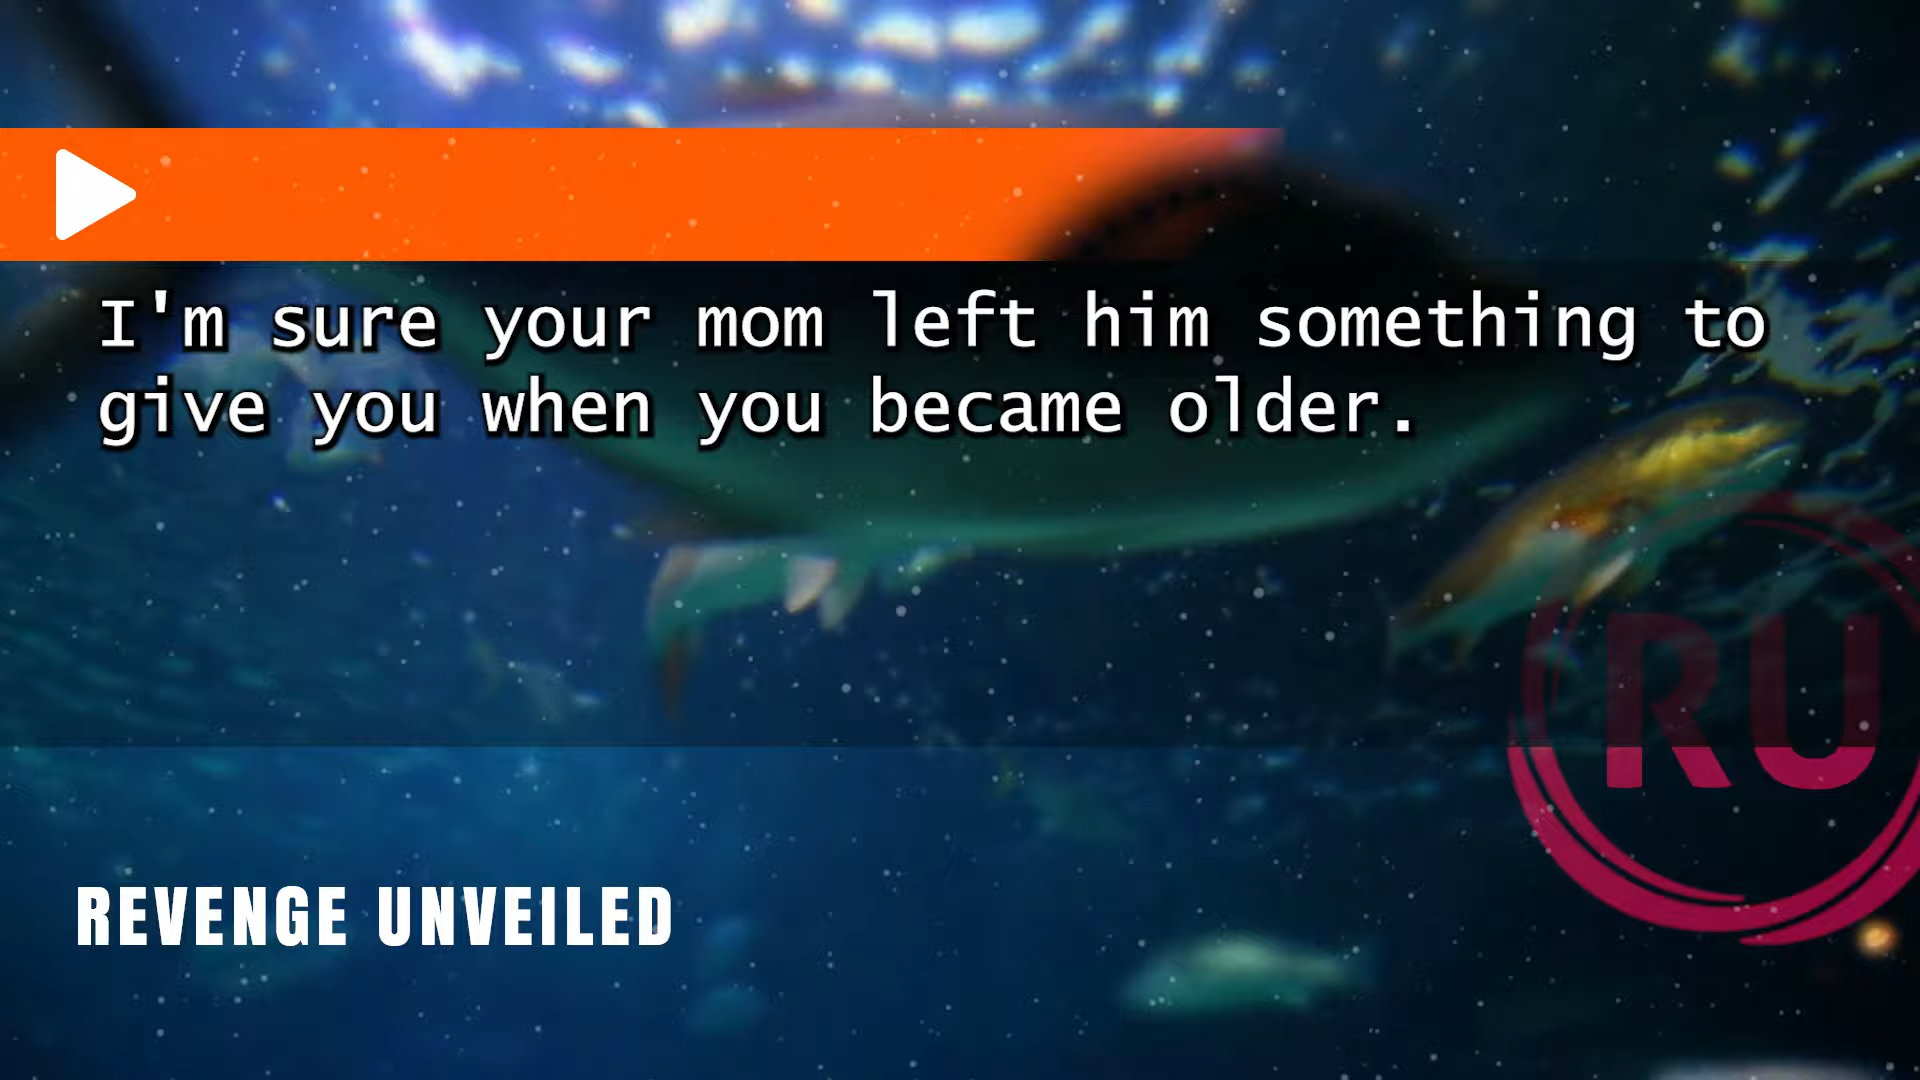 I'm sure your mom left him something to
give you when you became older.
RU
REVENGE UNVEILED